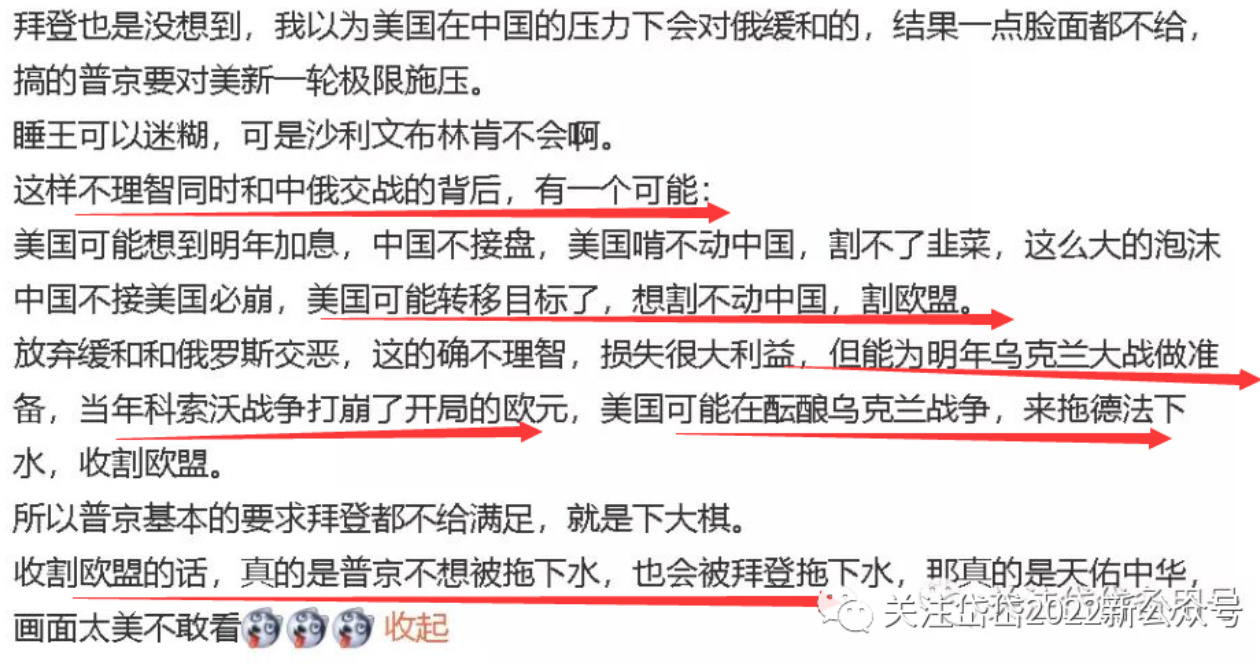 拜登也是没想到，我以为美国在中国的压力下会对俄缓和的，结果一点脸面都不给，
搞的普京要对美新一轮极限施压。
睡王可以迷糊，可是沙利文布林肯不会啊。
这样不理智同时和中俄交战的背后，有一个可能：
美国可能想到明年加息，中国不接盘，美国啃不动中国，割不了韭菜，这么大的泡沫
中国不接美国必崩，美国可能转移目标了，想割不动中国，割欧盟。
放弃缓和和俄罗斯交恶，这的确不理智，损失很大利益，但能为明年乌克兰大战做准
备，当年科索沃战争打崩了开局的欧元，美国可能在酝酿乌克兰战争，来拖德法下
水，收割欧盟。
所以普京基本的要求拜登都不给满足，就是下大棋。
收割欧盟的话，真的是普京不想被拖下水，也会被拜登拖下水，那真的是天佑中华，
画面太美不敢看 收起
关注岱岱2022新公众号